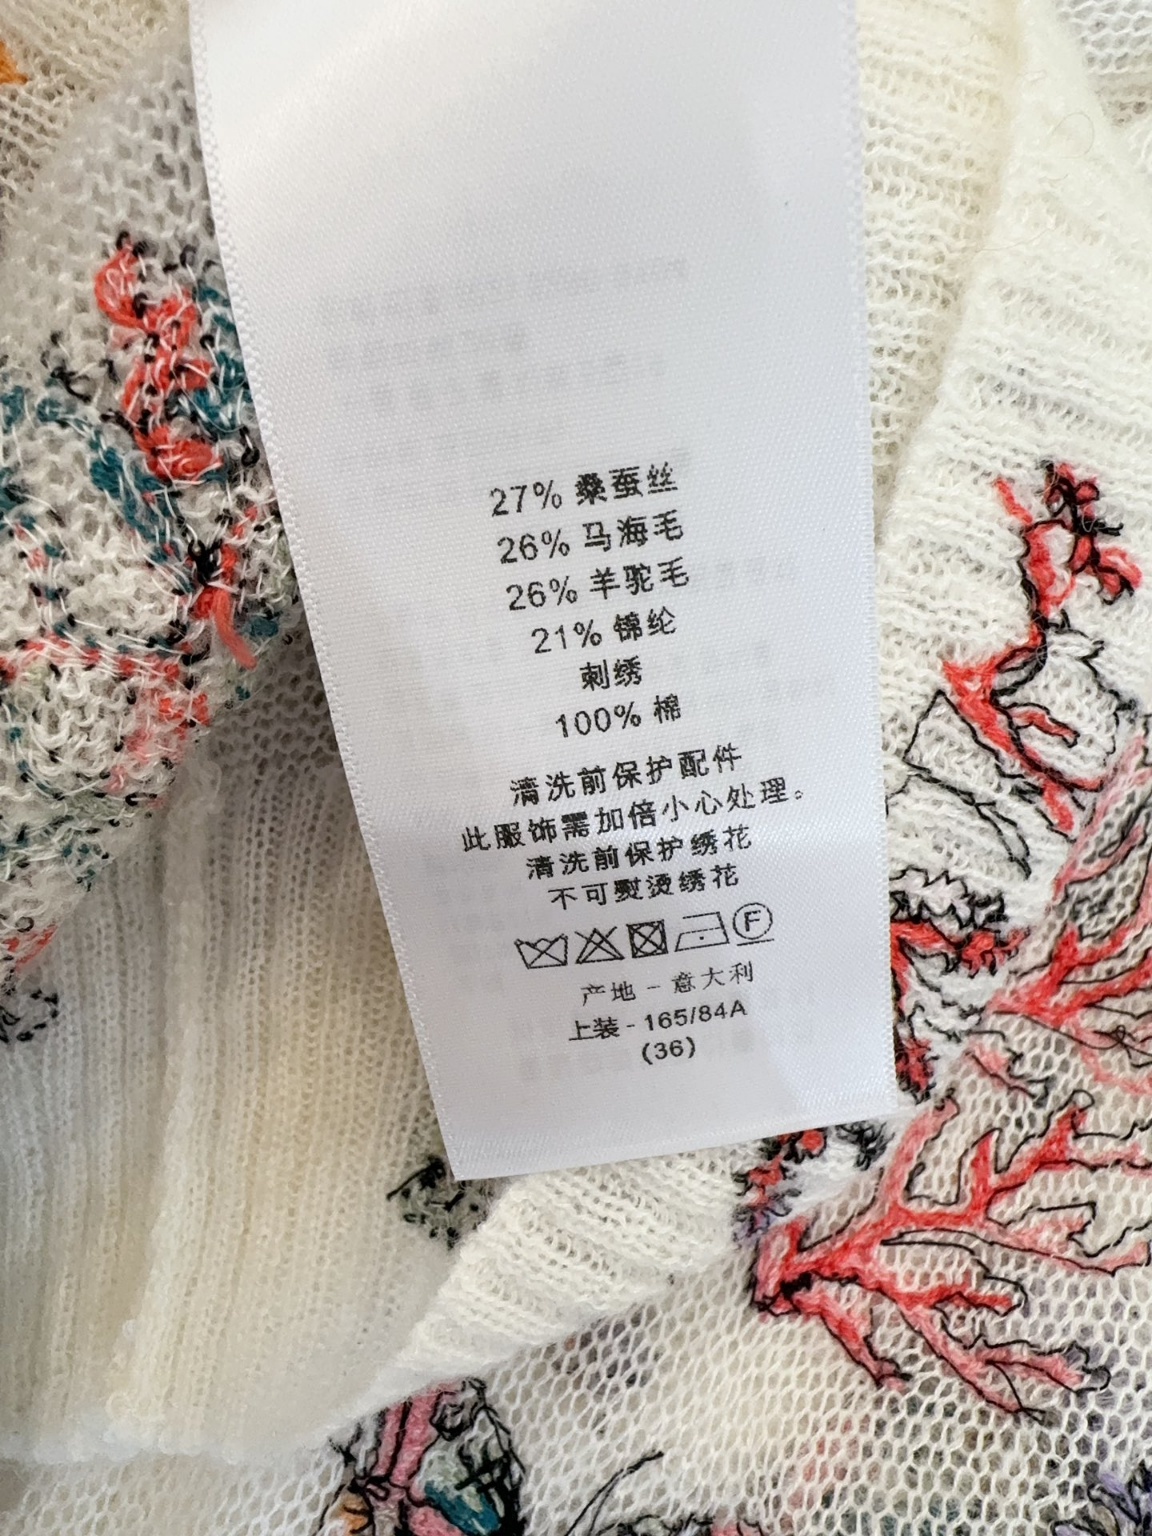 27% 桑蚕丝
26% 马海毛
26% 羊驼毛
21% 锦纶
刺绣
100% 棉
清洗前保护配件
此服饰需加倍小心处理。
清洗前保护绣花
不可熨烫绣花
F
产地 - 意大利
上装 - 165/84A
(36)